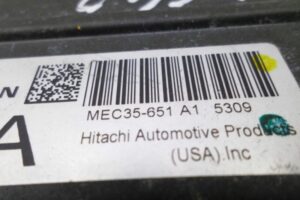 N
MEC35-651 A1 5309
A
Hitachi Automotive Products
(USA).Inc